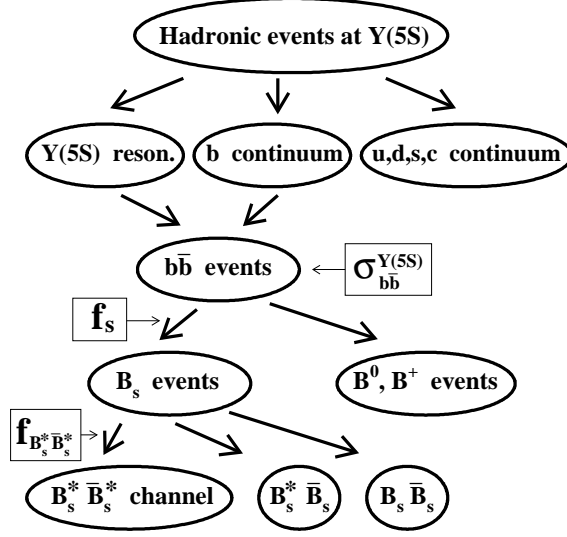 Hadronic events at Υ(5S)
Υ(5S) reson.
b continuum
u,d,s,c continuum
bb̄ events
σ_{bb̄}^{Υ(5S)}
f_s
B_s events
B^0, B^+ events
f_{B_s^* B̄_s^*}
B_s^* B̄_s^* channel
B_s^* B̄_s
B_s B̄_s